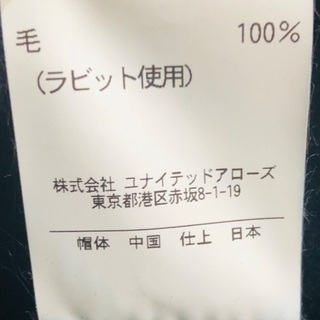 毛 100%
(ラビット使用)
株式会社 ユナイテッドアローズ
東京都港区赤坂8-1-19
帽体 中国 仕上 日本